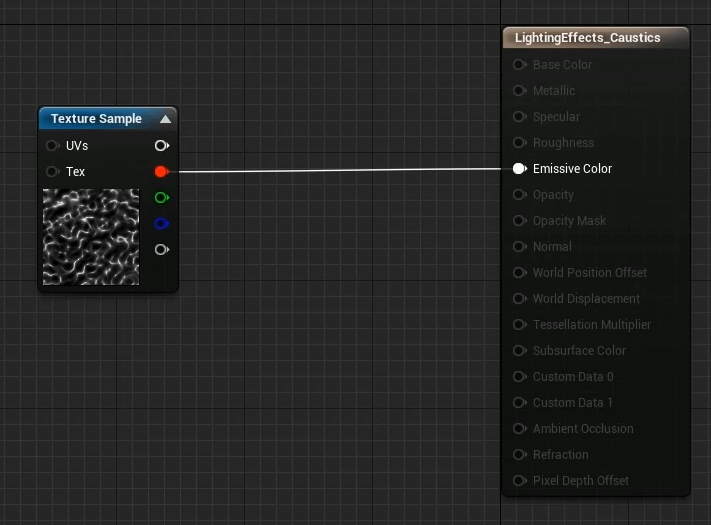 Texture Sample
UVs
Tex
LightingEffects_Caustics
Base Color
Metallic
Specular
Roughness
Emissive Color
Opacity
Opacity Mask
Normal
World Position Offset
World Displacement
Tessellation Multiplier
Subsurface Color
Custom Data 0
Custom Data 1
Ambient Occlusion
Refraction
Pixel Depth Offset